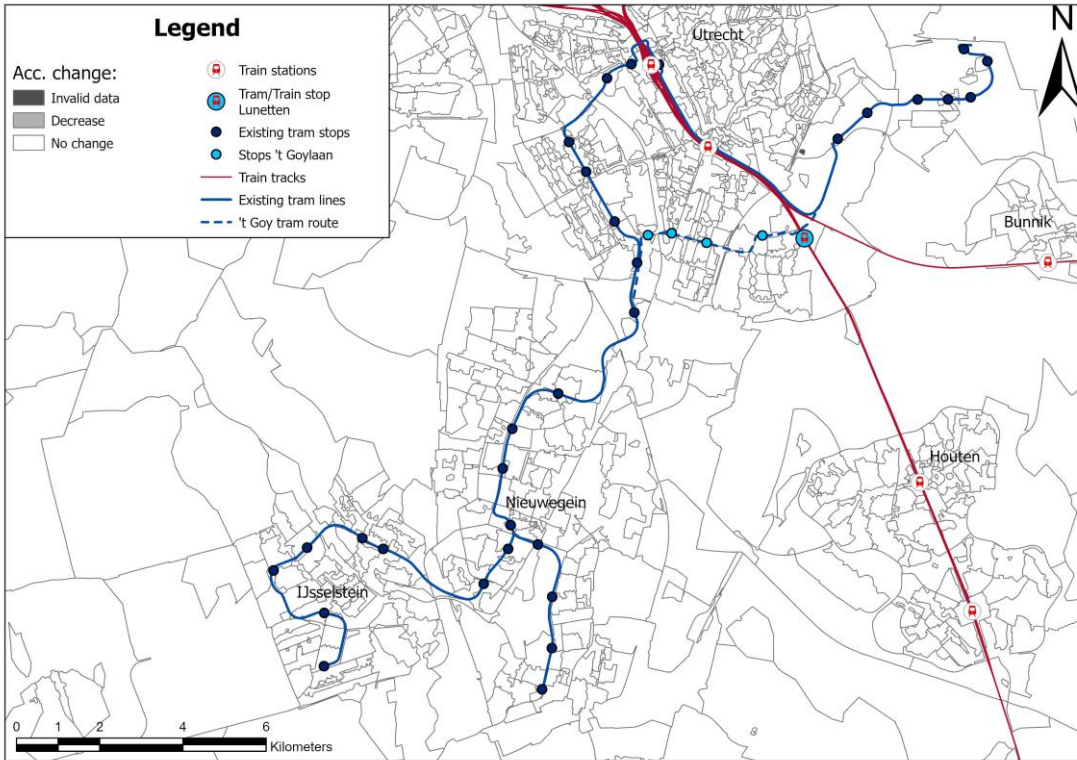 Legend
Acc. change:
Invalid data
Decrease
No change
Train stations
Tram/Train stop
Lunetten
Existing tram stops
Stops 't Goylaan
Train tracks
Existing tram lines
't Goy tram route
Utrecht
N
Bunnik
Houten
Nieuwegein
IJsselstein
0 1 2 4 6
Kilometers